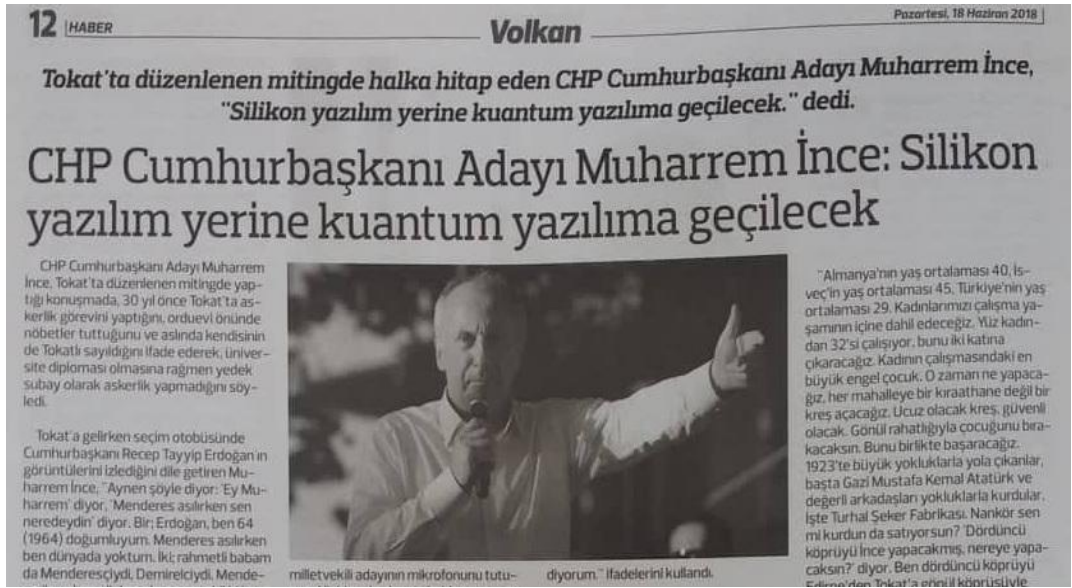 12 HABER
Volkan
Pazartesi, 18 Haziran 2018
Tokat'ta düzenlenen mitingde halka hitap eden CHP Cumhurbaşkanı Adayı Muharrem İnce,
"Silikon yazılım yerine kuantum yazılıma geçilecek." dedi.
CHP Cumhurbaşkanı Adayı Muharrem İnce: Silikon
yazılım yerine kuantum yazılıma geçilecek
CHP Cumhurbaşkanı Adayı Muharrem
İnce, Tokat'ta düzenlenen mitingde yap-
tığı konuşmada, 30 yıl önce Tokat'ta as-
kerlik görevini yaptığını, orduevi önünde
nöbetler tuttuğunu ve aslında kendisinin
de Tokatlı sayıldığını ifade ederek, üniver-
site diploması olmasına rağmen yedek
subay olarak askerlik yapmadığını söy-
ledi.
Tokat'a gelirken seçim otobüsünde
Cumhurbaşkanı Recep Tayyip Erdoğan'ın
görüntülerini izlediğini dile getiren Mu-
harrem İnce, "Aynen şöyle diyor: 'Ey Mu-
harrem' diyor, 'Menderes asılırken sen
neredeydin' diyor. Bir; Erdoğan, ben 64
(1964) doğumluyum. Menderes asılırken
ben dünyada yoktum. İki; rahmetli babam
da Menderesçiydi, Demirelciydi. Mende-
milletvekili adayının mikrofonunu tutu-
diyorum." ifadelerini kullandı.
"Almanya'nın yaş ortalaması 40, İs-
veç'in yaş ortalaması 45, Türkiye'nin yaş
ortalaması 29. Kadınlarımızı çalışma ya-
şamının içine dahil edeceğiz. Yüz kadın-
dan 32'si çalışıyor, bunu iki katına
çıkaracağız. Kadının çalışmasındaki en
büyük engel çocuk. O zaman ne yapaca-
ğız, her mahalleye bir kıraathane değil bir
kreş açacağız. Ucuz olacak kreş, güvenli
olacak. Gönül rahatlığıyla çocuğunu bıra-
kacaksın. Bunu birlikte başaracağız.
1923'te büyük yokluklarla yola çıkanlar,
başta Gazi Mustafa Kemal Atatürk ve
değerli arkadaşları yokluklarla kurdular.
İşte Turhal Şeker Fabrikası. Nankör sen
mi kurdun da satıyorsun? 'Dördüncü
köprüyü İnce yapacakmış, nereye yapa-
caksın?' diyor. Ben dördüncü köprüyü
Edirne'den Tokat'a gönül köprüsüyle